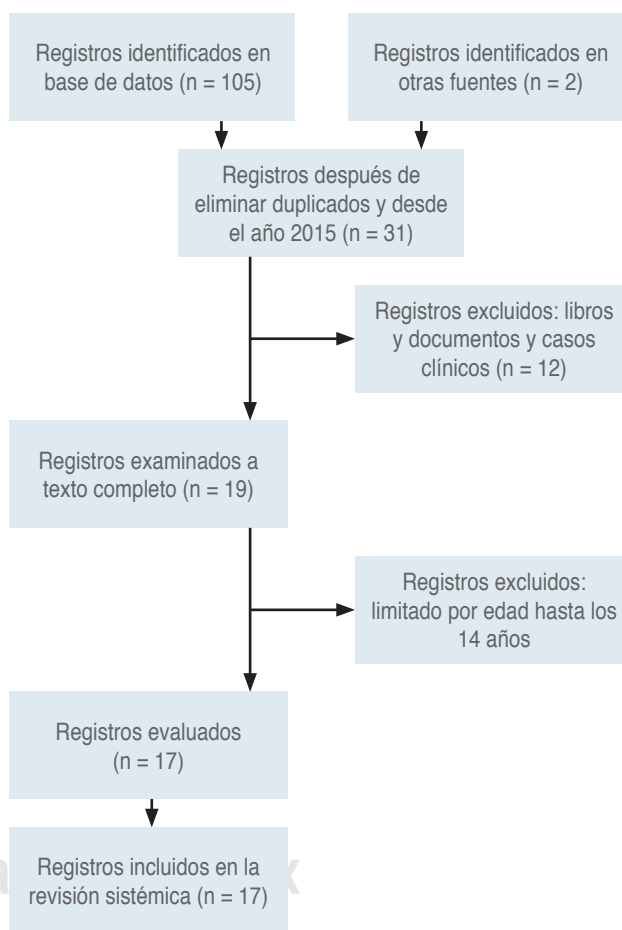 Registros identificados en
base de datos (n = 105)
Registros identificados en
otras fuentes (n = 2)
Registros después de
eliminar duplicados y desde
el año 2015 (n = 31)
Registros excluidos: libros
y documentos y casos
clínicos (n = 12)
Registros examinados a
texto completo (n = 19)
Registros excluidos:
limitado por edad hasta los
14 años
Registros evaluados
(n = 17)
Registros incluidos en la
revisión sistémica (n = 17)